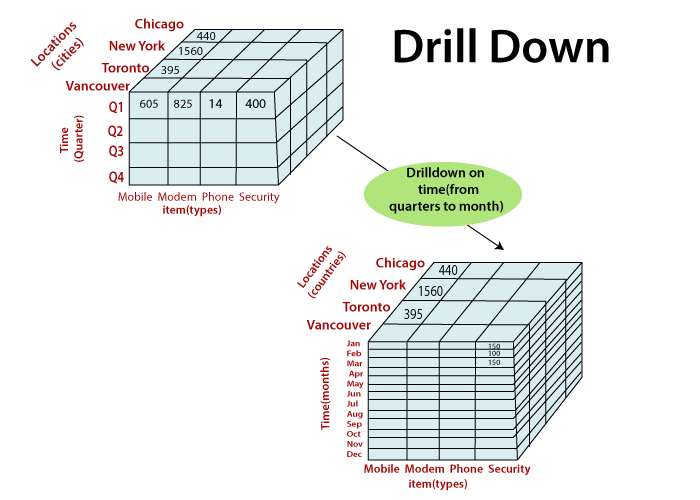 Drill Down
Locations
(cities)
Chicago
New York
Toronto
Vancouver
440
1560
395
Time
(Quarter)
Q1
605 825 14 400
Q2
Q3
Q4
Mobile Modem Phone Security
item(types)
Drilldown on
time(from
quarters to month)
Locations
(countries)
Chicago
New York
Toronto
Vancouver
440
1560
395
Time(months)
Jan 150
Feb 100
Mar 150
Apr
May
Jun
Jul
Aug
Sep
Oct
Nov
Dec
Mobile Modem Phone Security
item(types)